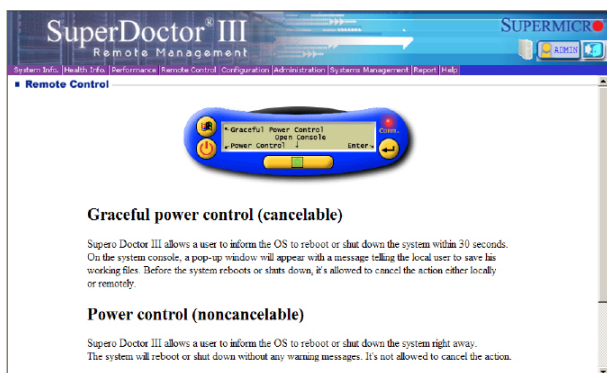 SuperDoctor® III
Remote Management
SUPERMICRO
ADMIN
System Info. |Health Info. |Performance |Remote Control |Configuration |Administration |Systems Management |Report |Help|
Remote Control
Graceful Power Control
Open Console
Power Control ↓ Enter
Comm.
Graceful power control (cancelable)
Supero Doctor III allows a user to inform the OS to reboot or shut down the system within 30 seconds.
On the system console, a pop-up window will appear with a message telling the local user to save his
working files. Before the system reboots or shuts down, it's allowed to cancel the action either locally
or remotely.
Power control (noncancelable)
Supero Doctor III allows a user to inform the OS to reboot or shut down the system right away.
The system will reboot or shut down without any warning messages. It's not allowed to cancel the action.